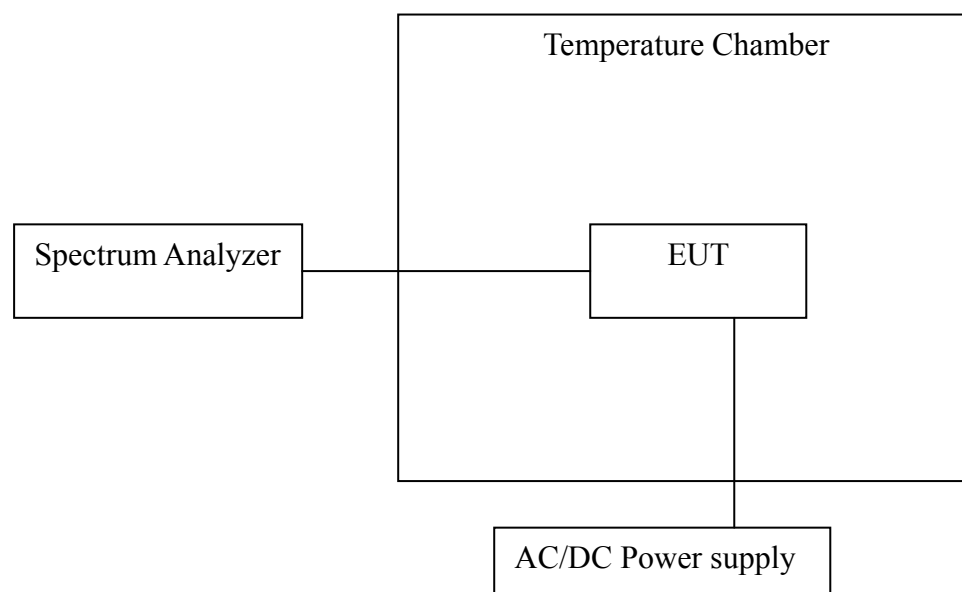 Temperature Chamber
Spectrum Analyzer
EUT
AC/DC Power supply